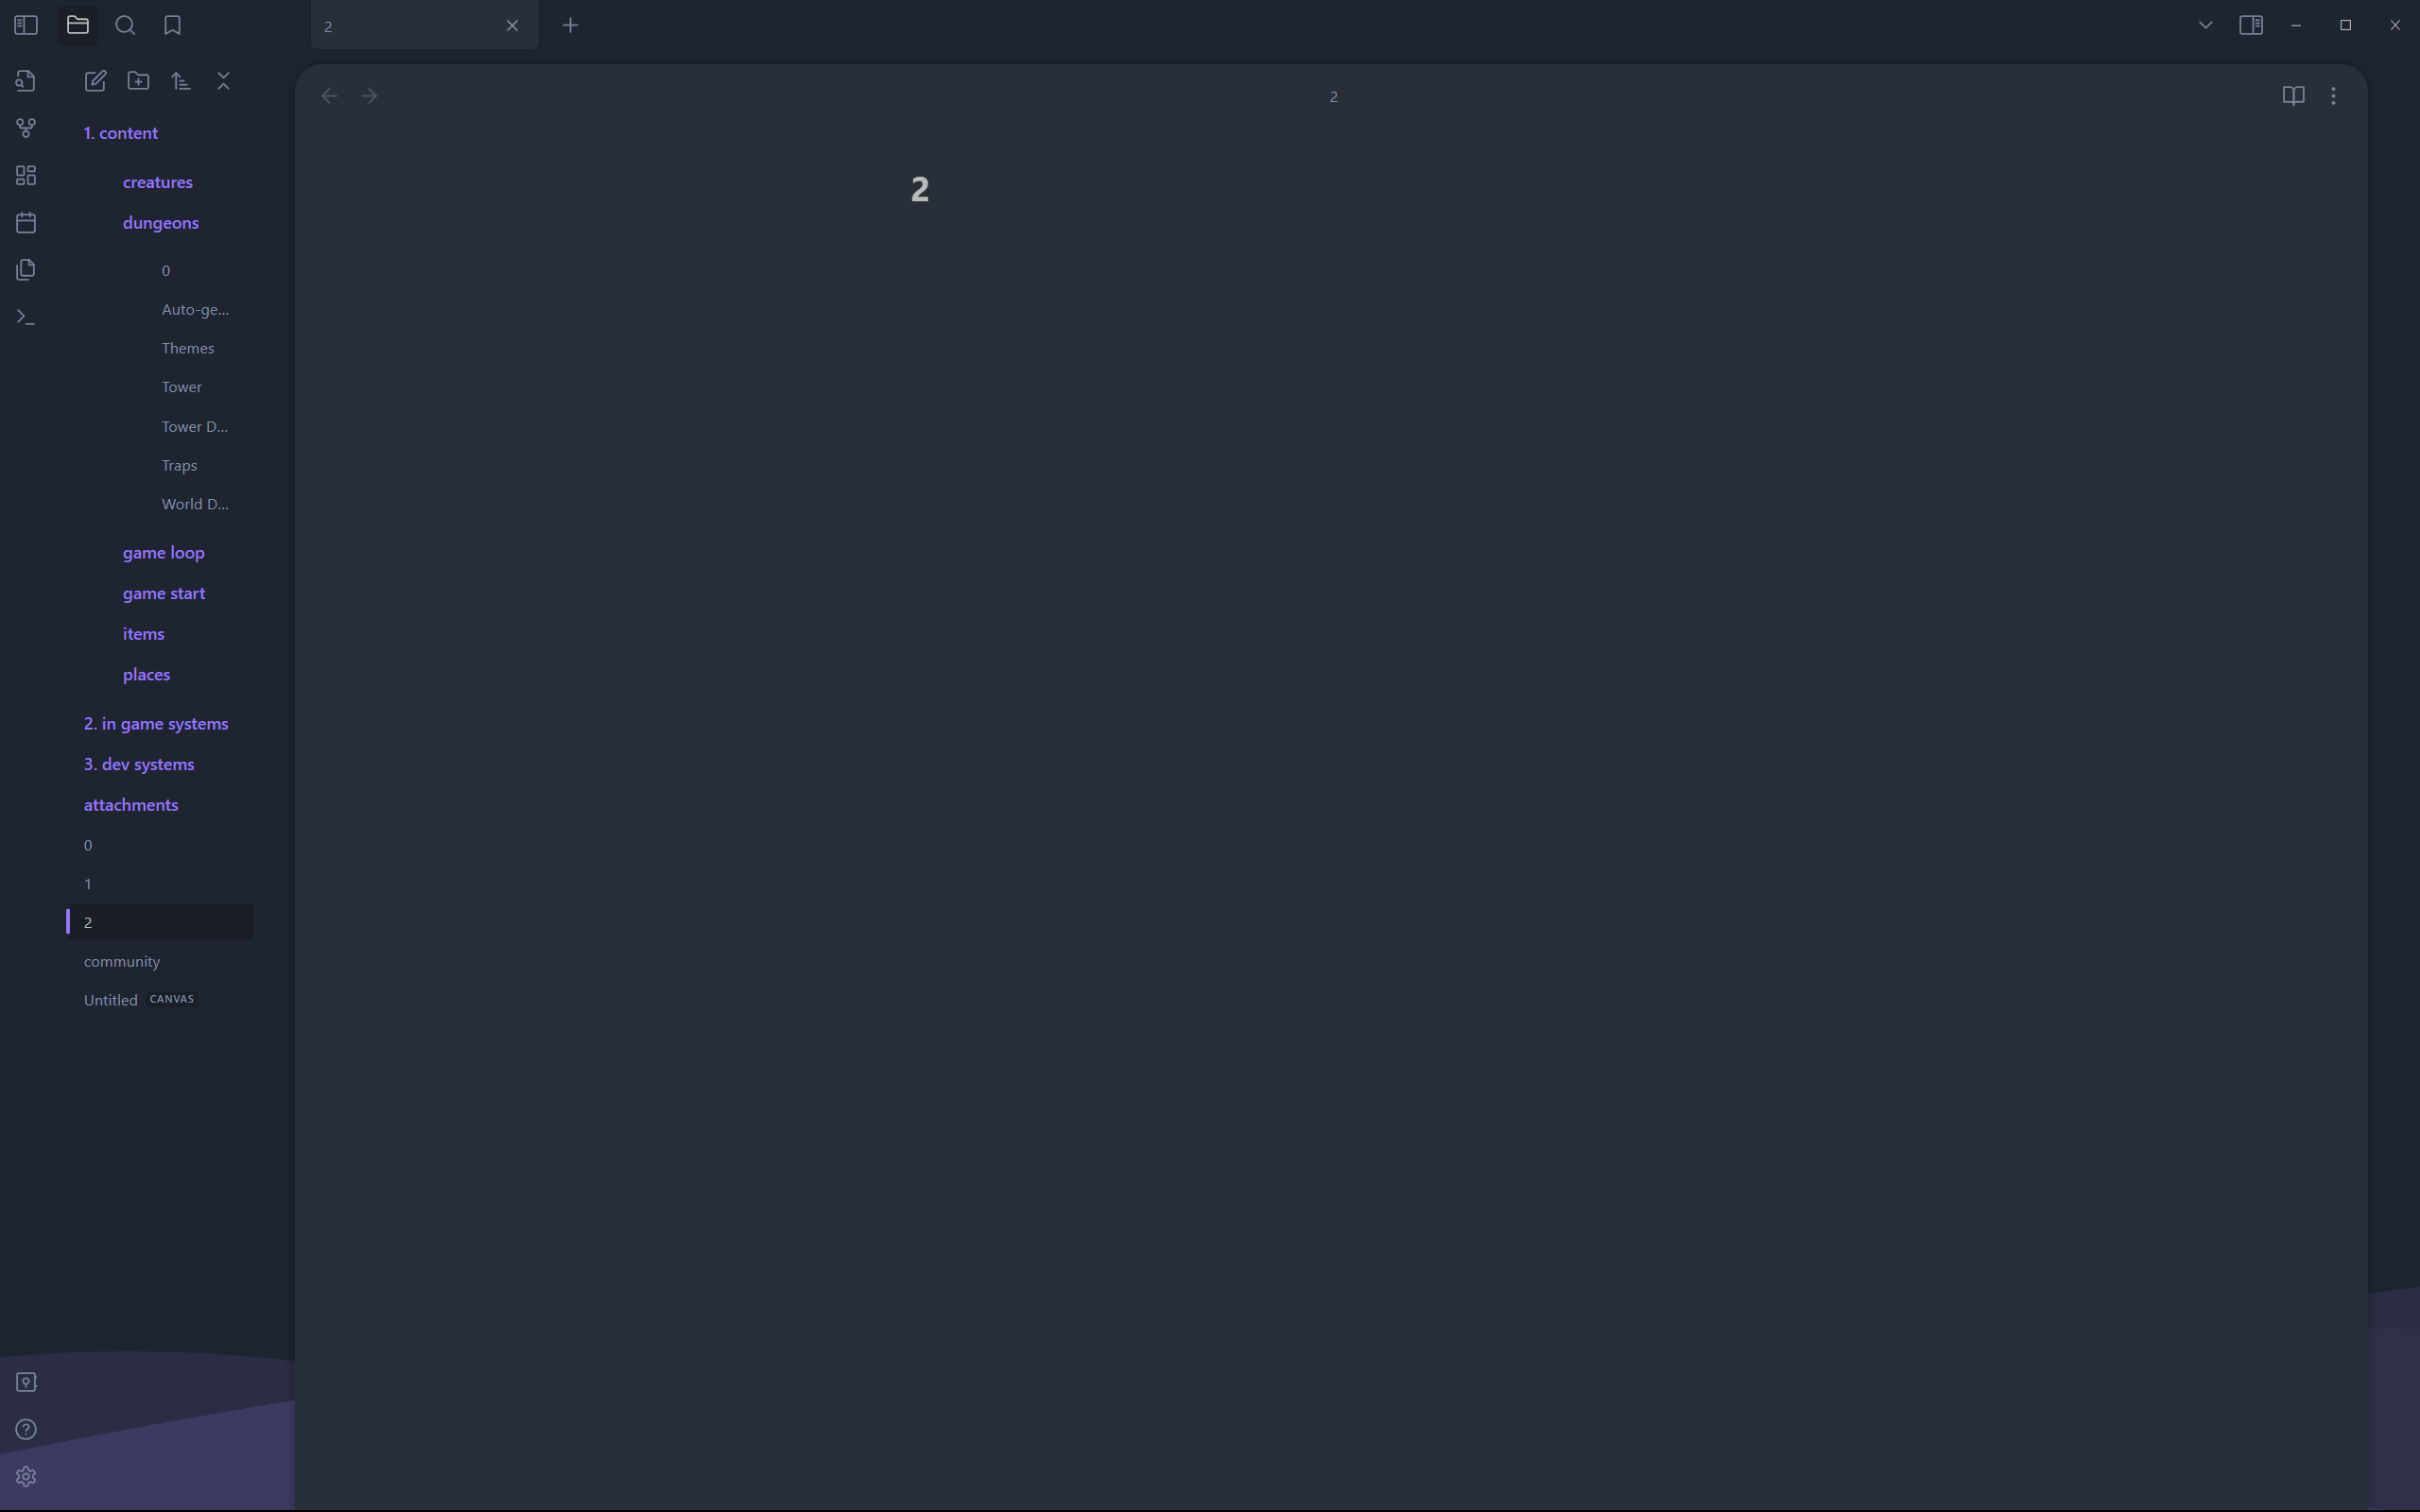 2
2
1. content
creatures
dungeons
0
Auto-ge...
Themes
Tower
Tower D...
Traps
World D...
game loop
game start
items
places
2. in game systems
3. dev systems
attachments
0
1
2
community
Untitled CANVAS
2